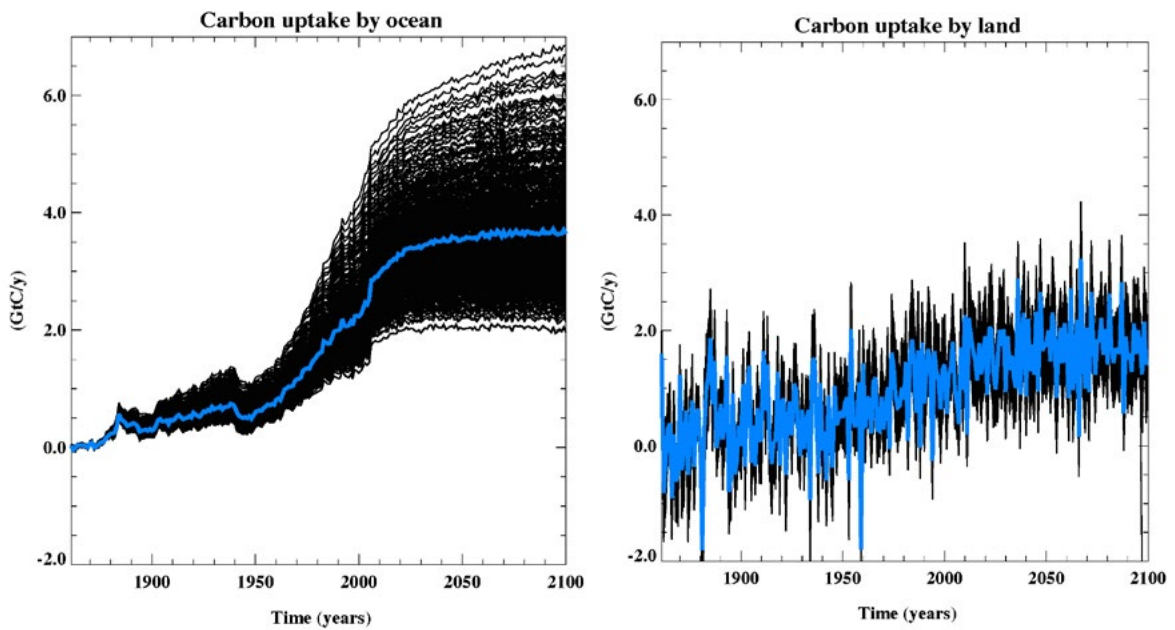 Carbon uptake by ocean
6.0
4.0
(GtC/y)
2.0
0.0
-2.0
1900 1950 2000 2050 2100
Time (years)
Carbon uptake by land
6.0
4.0
(GtC/y)
2.0
0.0
-2.0
1900 1950 2000 2050 2100
Time (years)